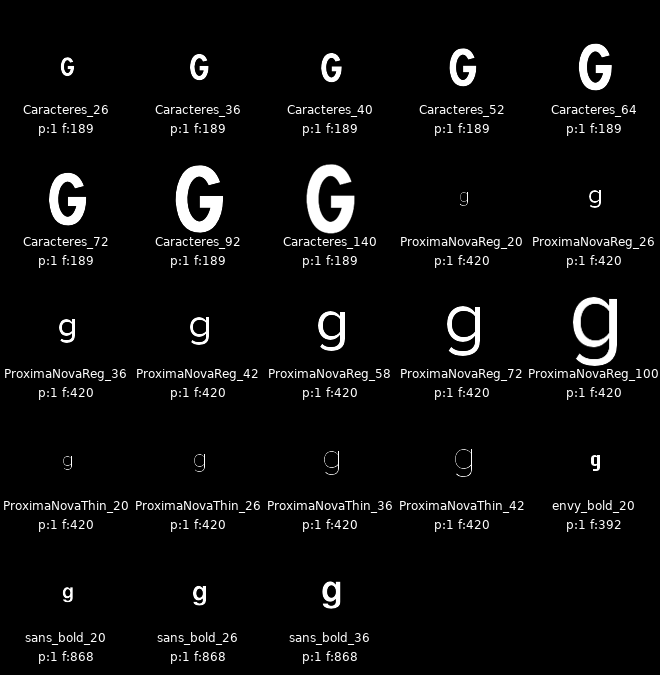 G G G G G
Caracteres_26 Caracteres_36 Caracteres_40 Caracteres_52 Caracteres_64
p:1 f:189 p:1 f:189 p:1 f:189 p:1 f:189 p:1 f:189
G G G g g
Caracteres_72 Caracteres_92 Caracteres_140 ProximaNovaReg_20 ProximaNovaReg_26
p:1 f:189 p:1 f:189 p:1 f:189 p:1 f:420 p:1 f:420
g g g g g
ProximaNovaReg_36 ProximaNovaReg_42 ProximaNovaReg_58 ProximaNovaReg_72 ProximaNovaReg_100
p:1 f:420 p:1 f:420 p:1 f:420 p:1 f:420 p:1 f:420
g g g g g
ProximaNovaThin_20 ProximaNovaThin_26 ProximaNovaThin_36 ProximaNovaThin_42 envy_bold_20
p:1 f:420 p:1 f:420 p:1 f:420 p:1 f:420 p:1 f:392
g g g
sans_bold_20 sans_bold_26 sans_bold_36
p:1 f:868 p:1 f:868 p:1 f:868